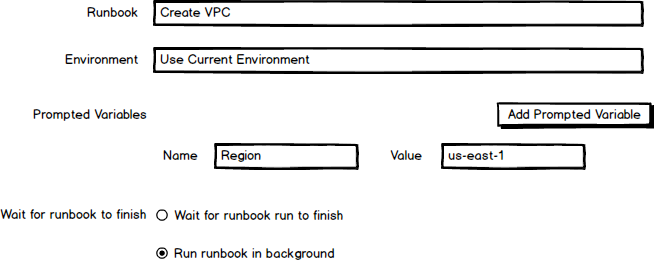 Runbook Create VPC
Environment Use Current Environment
Prompted Variables Add Prompted Variable
Name Region Value us-east-1
Wait for runbook to finish Wait for runbook run to finish
Run runbook in background